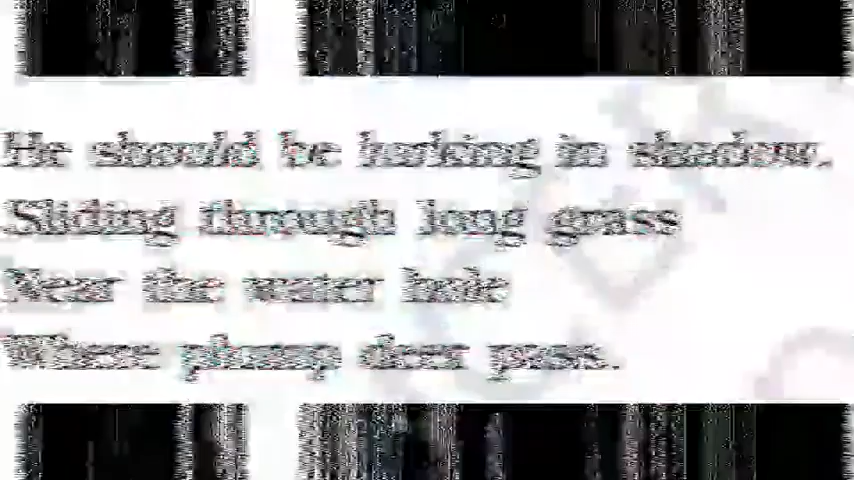 He should be lurking in shadow,
Sliding through long grass
Near the water hole
Where plump deer pass.